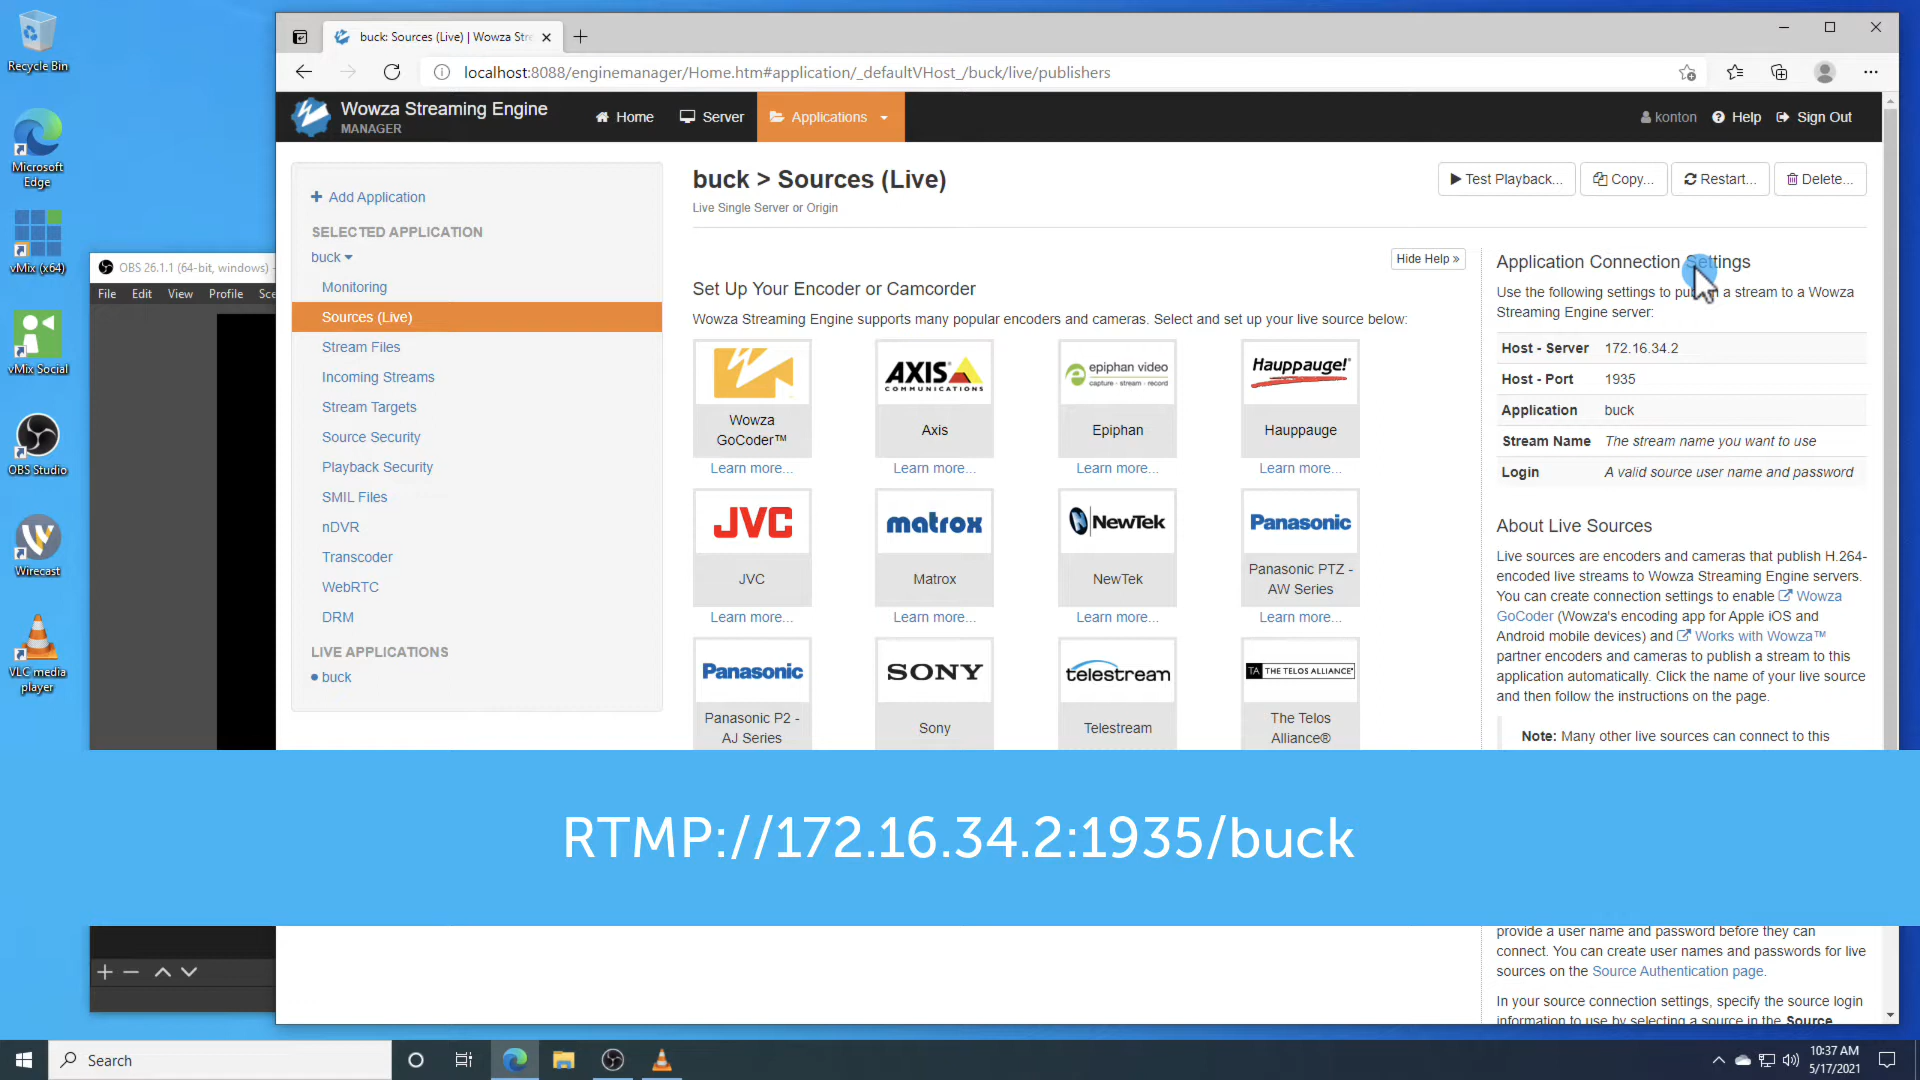 Recycle Bin
Microsoft
Edge
vMix (x64)
vMix Social
OBS Studio
Wirecast
VLC media
player
OBS 26.1.1 (64-bit, windows) -
File Edit View Profile Sce
buck: Sources (Live) | Wowza Stre
localhost:8088/enginemanager/Home.htm#application/_defaultVHost_/buck/live/publishers
Wowza Streaming Engine
MANAGER
Home Server Applications
konton Help Sign Out
Add Application
SELECTED APPLICATION
buck
Monitoring
Sources (Live)
Stream Files
Incoming Streams
Stream Targets
Source Security
Playback Security
SMIL Files
nDVR
Transcoder
WebRTC
DRM
LIVE APPLICATIONS
buck
buck > Sources (Live)
Live Single Server or Origin
Test Playback... Copy... Restart... Delete...
Hide Help »
Set Up Your Encoder or Camcorder
Wowza Streaming Engine supports many popular encoders and cameras. Select and set up your live source below:
AXIS
COMMUNICATIONS
epiphan video
capture - stream - record
Hauppauge!
Wowza
GoCoder™
Axis
Epiphan
Hauppauge
Learn more... Learn more... Learn more... Learn more...
JVC
matrox
NewTek
Panasonic
JVC
Matrox
NewTek
Panasonic PTZ -
AW Series
Learn more... Learn more... Learn more... Learn more...
Panasonic
SONY
telestream
TA THE TELOS ALLIANCE®
Panasonic P2 -
AJ Series
Sony
Telestream
The Telos
Alliance®
Application Connection Settings
Use the following settings to publish a stream to a Wowza
Streaming Engine server:
Host - Server 172.16.34.2
Host - Port 1935
Application buck
Stream Name The stream name you want to use
Login A valid source user name and password
About Live Sources
Live sources are encoders and cameras that publish H.264-
encoded live streams to Wowza Streaming Engine servers.
You can create connection settings to enable Wowza
GoCoder (Wowza's encoding app for Apple iOS and
Android mobile devices) and Works with Wowza™
partner encoders and cameras to publish a stream to this
application automatically. Click the name of your live source
and then follow the instructions on the page.
Note: Many other live sources can connect to this
RTMP://172.16.34.2:1935/buck
provide a user name and password before they can
connect. You can create user names and passwords for live
sources on the Source Authentication page.
In your source connection settings, specify the source login
information to use by selecting a source in the Source
Search
10:37 AM
5/17/2021